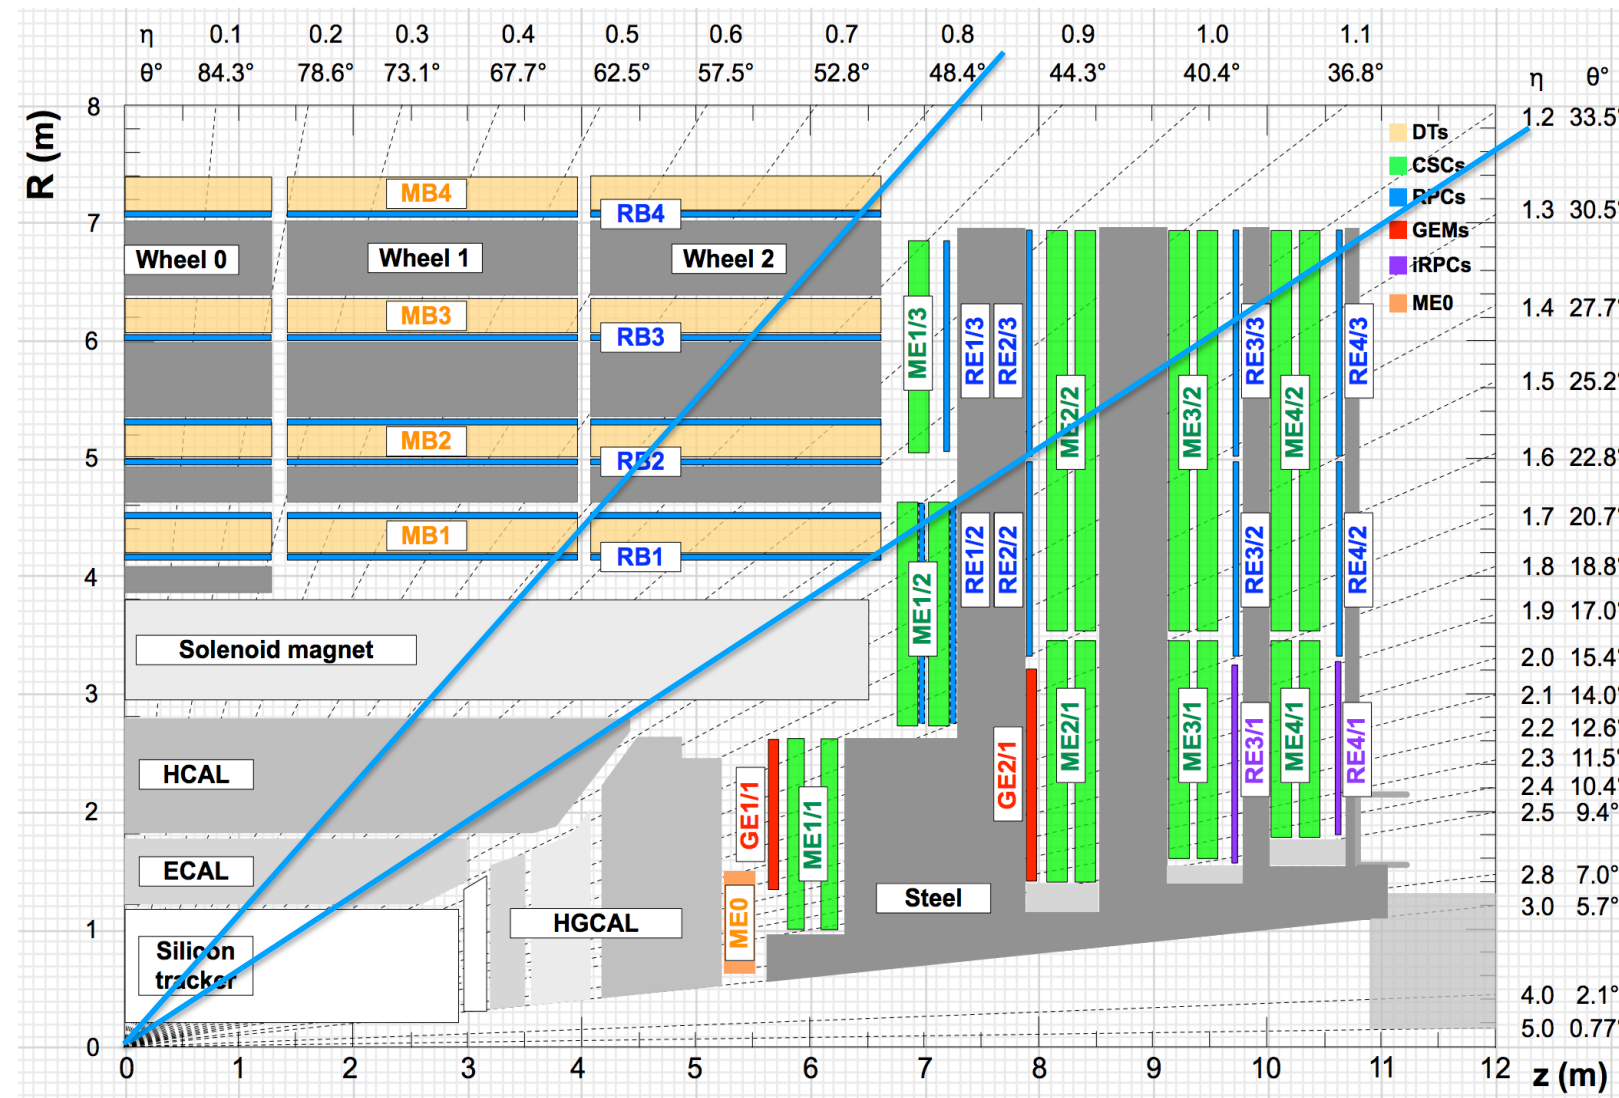 η 0.1 0.2 0.3 0.4 0.5 0.6 0.7 0.8 0.9 1.0 1.1
θ° 84.3° 78.6° 73.1° 67.7° 62.5° 57.5° 52.8° 48.4° 44.3° 40.4° 36.8° η θ°
R (m)
8
7
6
5
4
3
2
1
0
1.2 33.5°
1.3 30.5°
1.4 27.7°
1.5 25.2°
1.6 22.8°
1.7 20.7°
1.8 18.8°
1.9 17.0°
2.0 15.4°
2.1 14.0°
2.2 12.6°
2.3 11.5°
2.4 10.4°
2.5 9.4°
2.8 7.0°
3.0 5.7°
4.0 2.1°
5.0 0.77°
DTs
CSCs
RPCs
GEMs
iRPCs
ME0
MB4
RB4
Wheel 0 Wheel 1 Wheel 2
MB3
RB3
MB2
RB2
MB1
RB1
Solenoid magnet
HCAL
ECAL
Silicon
tracker
HGCAL
Steel
ME1/3
RE1/3
RE2/3
ME2/2
ME3/2
RE3/3
ME4/2
RE4/3
ME1/2
RE1/2
RE2/2
RE3/2
RE4/2
GE1/1
ME1/1
ME0
GE2/1
ME2/1
ME3/1
RE3/1
ME4/1
RE4/1
0 1 2 3 4 5 6 7 8 9 10 11 12 z (m)